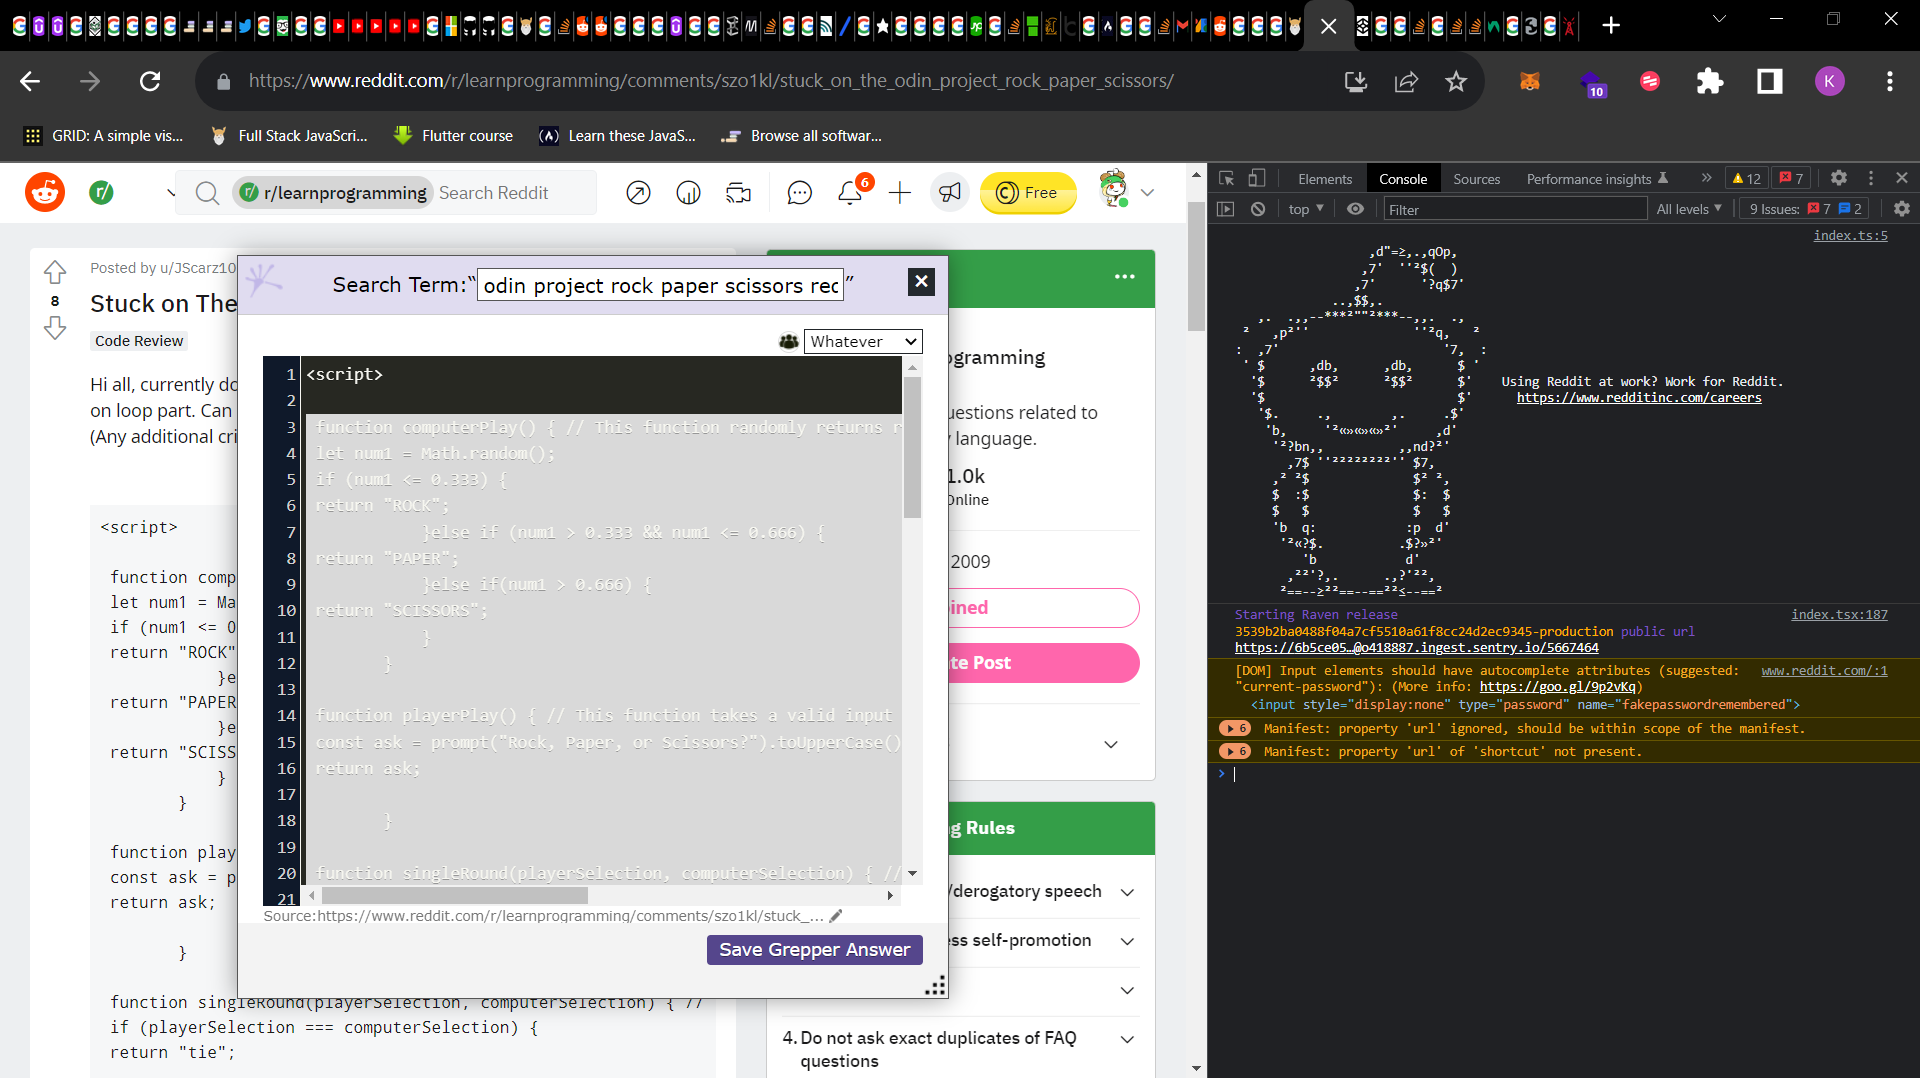 https://www.reddit.com/r/learnprogramming/comments/szo1kl/stuck_on_the_odin_project_rock_paper_scissors/
10
K
GRID: A simple vis...
Full Stack JavaScri...
Flutter course
Learn these JavaS...
Browse all softwar...
r/learnprogramming Search Reddit
6
Free
Posted by u/JScarz10
8
Stuck on The
Code Review
Hi all, currently do
on loop part. Can
(Any additional cri
<script>
function comp
let num1 = Ma
if (num1 <= 0
return "ROCK"
}e
return "PAPER
}e
return "SCISS
}
}
function play
const ask = p
return ask;
}
function singleRound(playerSelection, computerSelection) { //
if (playerSelection === computerSelection) {
return "tie";
Search Term:“ odin project rock paper scissors rec ”
Whatever
1 <script>
2
3 function computerPlay() { // This function randomly returns r
4 let num1 = Math.random();
5 if (num1 <= 0.333) {
6 return "ROCK";
7 }else if (num1 > 0.333 && num1 <= 0.666) {
8 return "PAPER";
9 }else if(num1 > 0.666) {
10 return "SCISSORS";
11 }
12 }
13
14 function playerPlay() { // This function takes a valid input
15 const ask = prompt("Rock, Paper, or Scissors?").toUpperCase()
16 return ask;
17
18 }
19
20 function singleRound(playerSelection, computerSelection) { //
21
Source:https://www.reddit.com/r/learnprogramming/comments/szo1kl/stuck_...
Save Grepper Answer
ogramming
uestions related to
y language.
1.0k
Online
2009
ined
te Post
g Rules
/derogatory speech
ess self-promotion
4. Do not ask exact duplicates of FAQ
questions
Elements
Console
Sources
Performance insights
12
7
top
Filter
All levels
9 Issues: 7 2
index.ts:5
Using Reddit at work? Work for Reddit.
https://www.redditinc.com/careers
Starting Raven release
index.tsx:187
3539b2ba0488f04a7cf5510a61f8cc24d2ec9345-production public url
https://6b5ce05…@o418887.ingest.sentry.io/5667464
[DOM] Input elements should have autocomplete attributes (suggested:
www.reddit.com/:1
"current-password"): (More info: https://goo.gl/9p2vKq)
<input style="display:none" type="password" name="fakepasswordremembered">
6 Manifest: property 'url' ignored, should be within scope of the manifest.
6 Manifest: property 'url' of 'shortcut' not present.